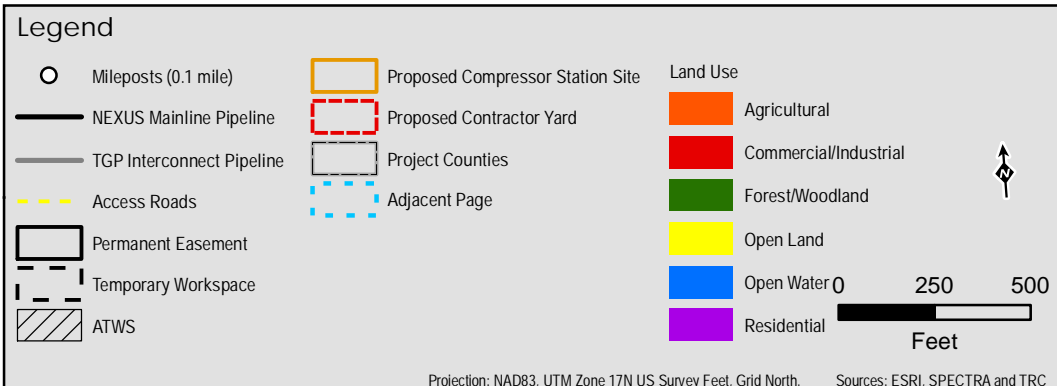 Legend
Mileposts (0.1 mile)
NEXUS Mainline Pipeline
TGP Interconnect Pipeline
Access Roads
Permanent Easement
Temporary Workspace
ATWS
Proposed Compressor Station Site
Proposed Contractor Yard
Project Counties
Adjacent Page
Land Use
Agricultural
Commercial/Industrial
Forest/Woodland
Open Land
Open Water
Residential
N
0 250 500
Feet
Projection: NAD83, UTM Zone 17N US Survey Feet, Grid North. Sources: ESRI, SPECTRA and TRC